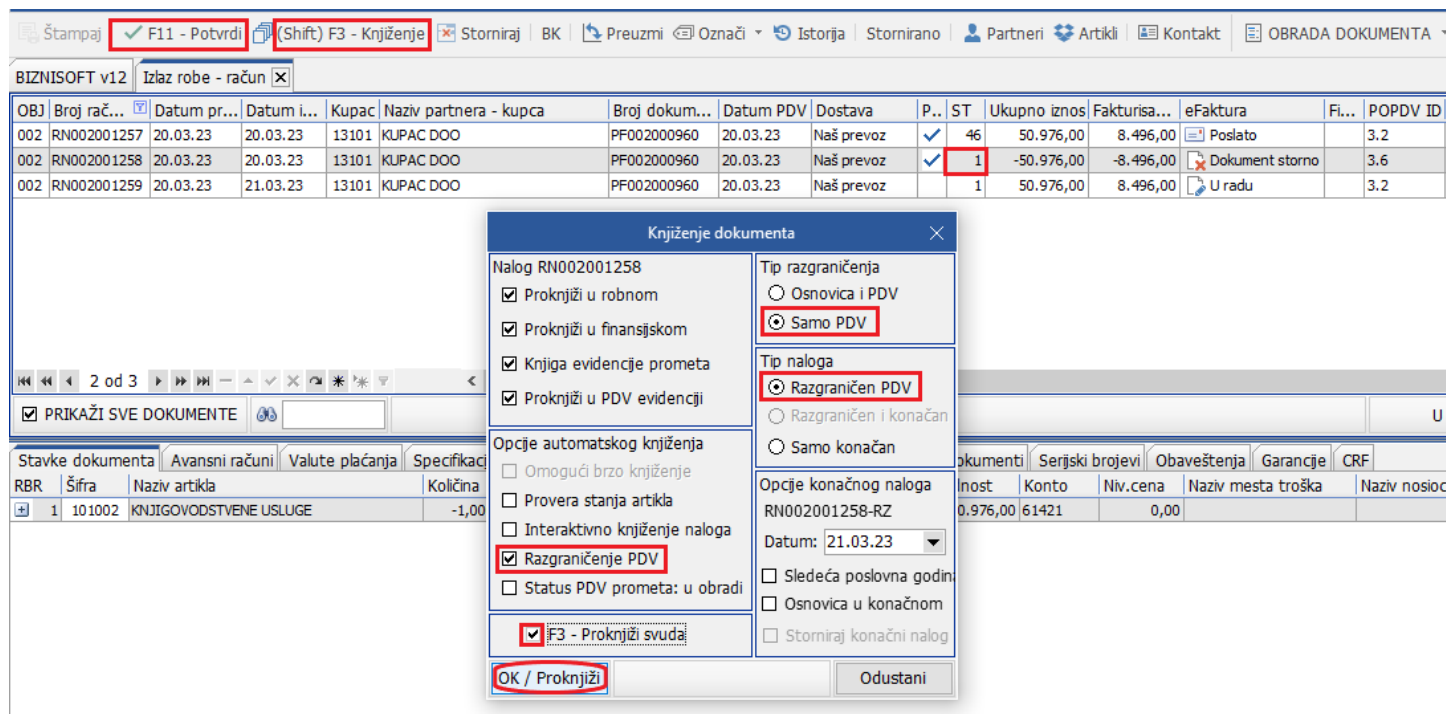 Štampaj F11 - Potvrdi (Shift) F3 - Knjiženje Storniraj BK Preuzmi Označi Istorija Stornirano Partneri Artikli Kontakt OBRADA DOKUMENTA
BIZNISOFT v12 Izlaz robe - račun
OBJ Broj rač... Datum pr... Datum i... Kupac Naziv partnera - kupca Broj dokum... Datum PDV Dostava P.. ST Ukupno iznos Fakturisa... eFaktura Fi... POPDV ID
002 RN002001257 20.03.23 20.03.23 13101 KUPAC DOO PF002000960 20.03.23 Naš prevoz 46 50.976,00 8.496,00 Poslato 3.2
002 RN002001258 20.03.23 20.03.23 13101 KUPAC DOO PF002000960 20.03.23 Naš prevoz 1 -50.976,00 -8.496,00 Dokument storno 3.6
002 RN002001259 20.03.23 21.03.23 13101 KUPAC DOO PF002000960 20.03.23 Naš prevoz 1 50.976,00 8.496,00 U radu 3.2
2 od 3
PRIKAŽI SVE DOKUMENTE
U
Stavke dokumenta Avansni računi Valute plaćanja Specifikaci okumenti Serijski brojevi Obaveštenja Garancije CRF
RBR Šifra Naziv artikla Količina nost Konto Niv.cena Naziv mesta troška Naziv nosioc
1 101002 KNJIGOVODSTVENE USLUGE -1,00 0.976,00 61421 0,00
Knjiženje dokumenta
Nalog RN002001258
Proknjiži u robnom
Proknjiži u finansijskom
Knjiga evidencije prometa
Proknjiži u PDV evidenciji
Opcije automatskog knjiženja
Omogući brzo knjiženje
Provera stanja artikla
Interaktivno knjiženje naloga
Razgraničenje PDV
Status PDV prometa: u obradi
F3 - Proknjiži svuda
Tip razgraničenja
Osnovica i PDV
Samo PDV
Tip naloga
Razgraničen PDV
Razgraničen i konačan
Samo konačan
Opcije konačnog naloga
RN002001258-RZ
Datum: 21.03.23
Sledeća poslovna godin
Osnovica u konačnom
Storniraj konačni nalog
OK / Proknjiži Odustani